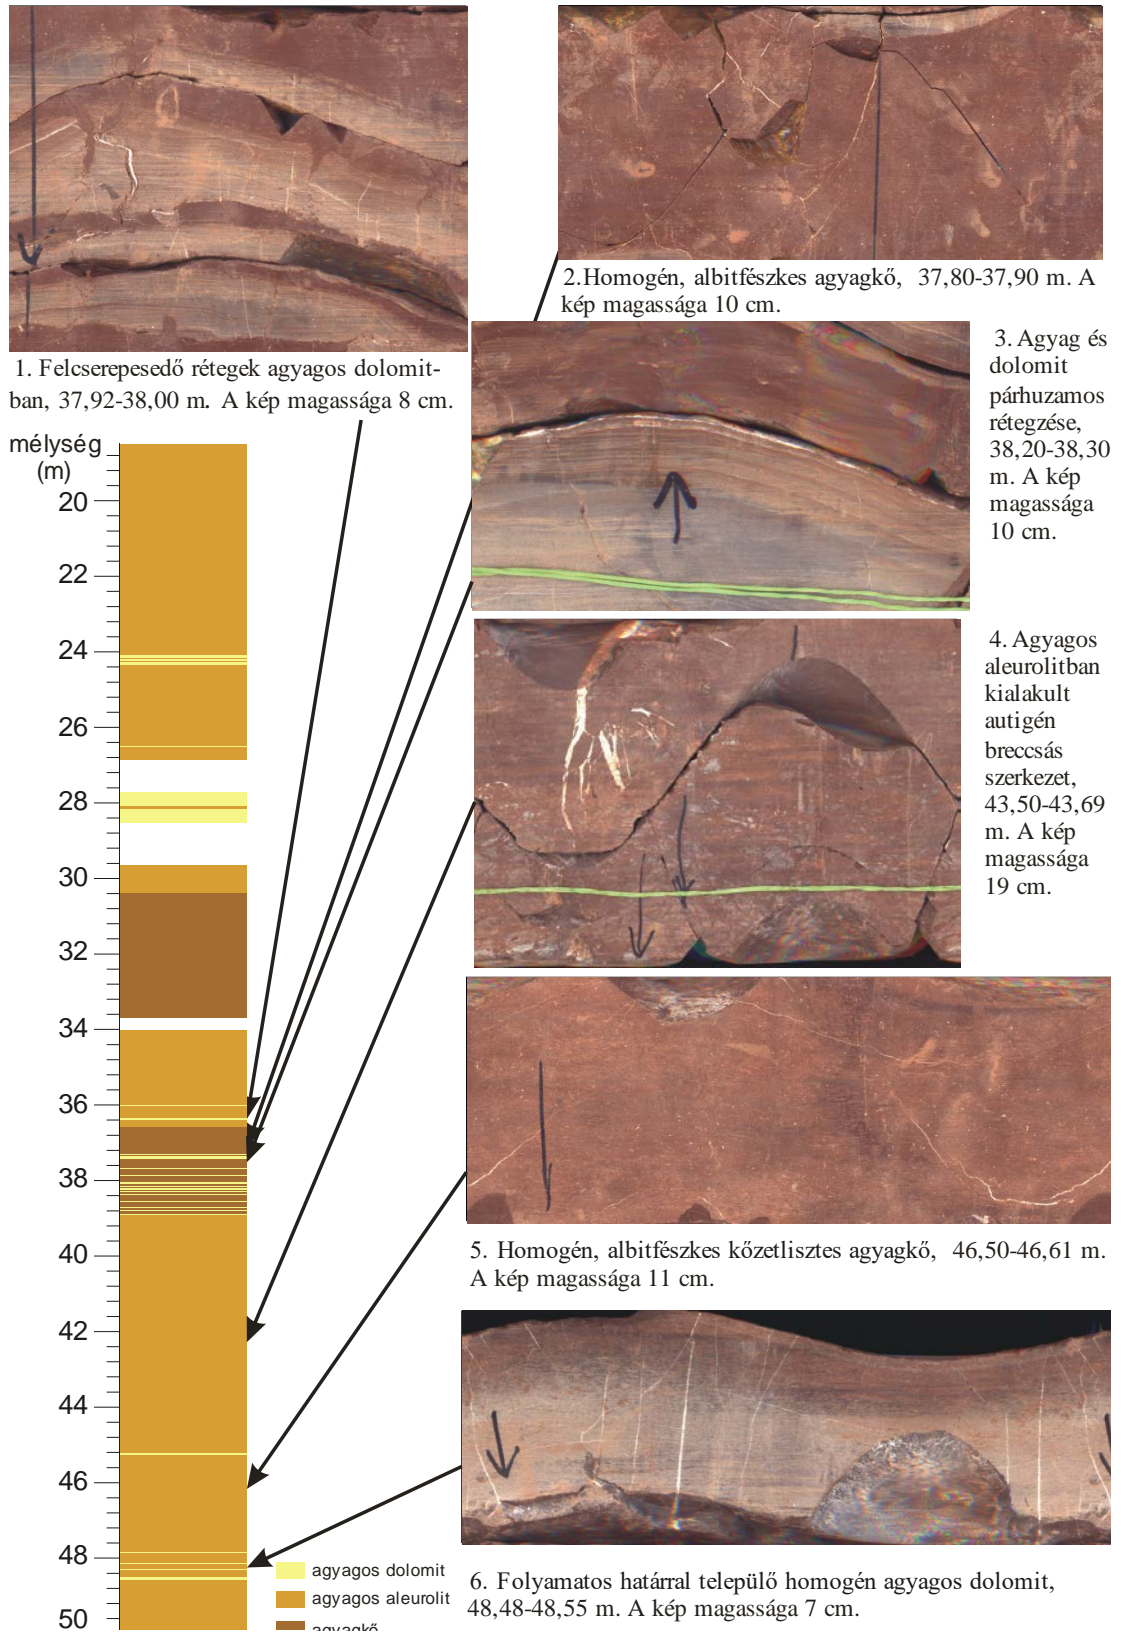 1. Felcserepesedő rétegek agyagos dolomit-
ban, 37,92-38,00 m. A kép magassága 8 cm.
2.Homogén, albitfészkes agyagkő, 37,80-37,90 m. A
kép magassága 10 cm.
3. Agyag és
dolomit
párhuzamos
rétegzése,
38,20-38,30
m. A kép
magassága
10 cm.
4. Agyagos
aleurolitban
kialakult
autigén
breccsás
szerkezet,
43,50-43,69
m. A kép
magassága
19 cm.
5. Homogén, albitfészkes kőzetlisztes agyagkő, 46,50-46,61 m.
A kép magassága 11 cm.
6. Folyamatos határral települő homogén agyagos dolomit,
48,48-48,55 m. A kép magassága 7 cm.
mélység
(m)
20
22
24
26
28
30
32
34
36
38
40
42
44
46
48
50
agyagos dolomit
agyagos aleurolit
agyagkő